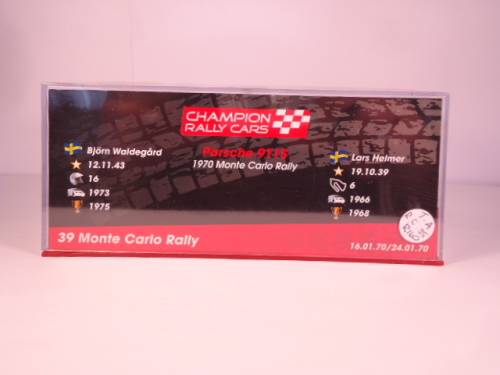 CHAMPION
RALLY CARS
Porsche 911S
1970 Monte Carlo Rally
Björn Waldegård
12.11.43
16
1973
1975
Lars Helmer
19.10.39
6
1966
1968
39 Monte Carlo Rally
16.01.70/24.01.70